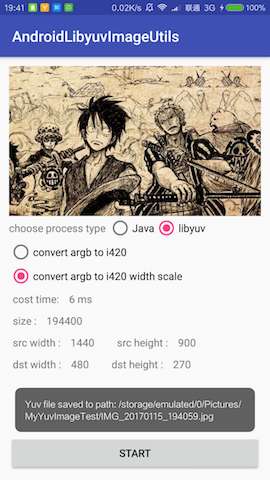 19:41 0.02K/s 联通 3G 100%
AndroidLibyuvImageUtils
choose process type Java libyuv
convert argb to i420
convert argb to i420 width scale
cost time: 6 ms
size : 194400
src width : 1440 src height : 900
dst width : 480 dst height : 270
Yuv file saved to path: /storage/emulated/0/Pictures/
MyYuvImageTest/IMG_20170115_194059.jpg
START